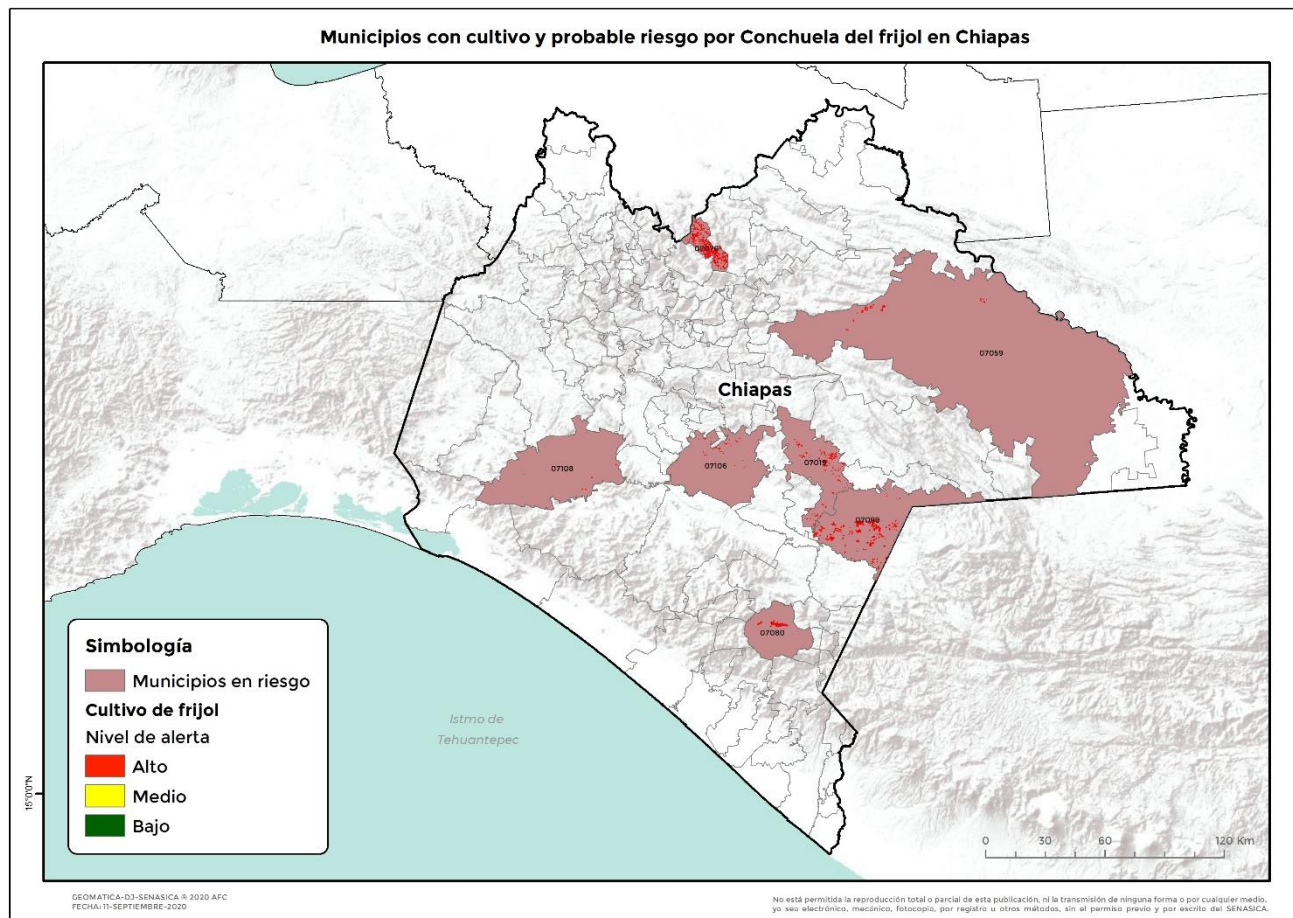 Municipios con cultivo y probable riesgo por Conchuela del frijol en Chiapas
07059
Chiapas
07108
07106
07019
07099
07080
Simbología
Municipios en riesgo
Cultivo de frijol
Nivel de alerta
Alto
Medio
Bajo
Istmo de
Tehuantepec
15°0'0"N
0 30 60 120 Km
GEOMATICA-DJ-SENASICA ® 2020 AFC
FECHA: 11-SEPTIEMBRE-2020
No está permitida la reproducción total o parcial de esta publicación, ni la transmisión de ninguna forma o por cualquier medio,
ya sea electrónico, mecánico, fotocopia, por registro u otros métodos, sin el permiso previo y por escrito del SENASICA.